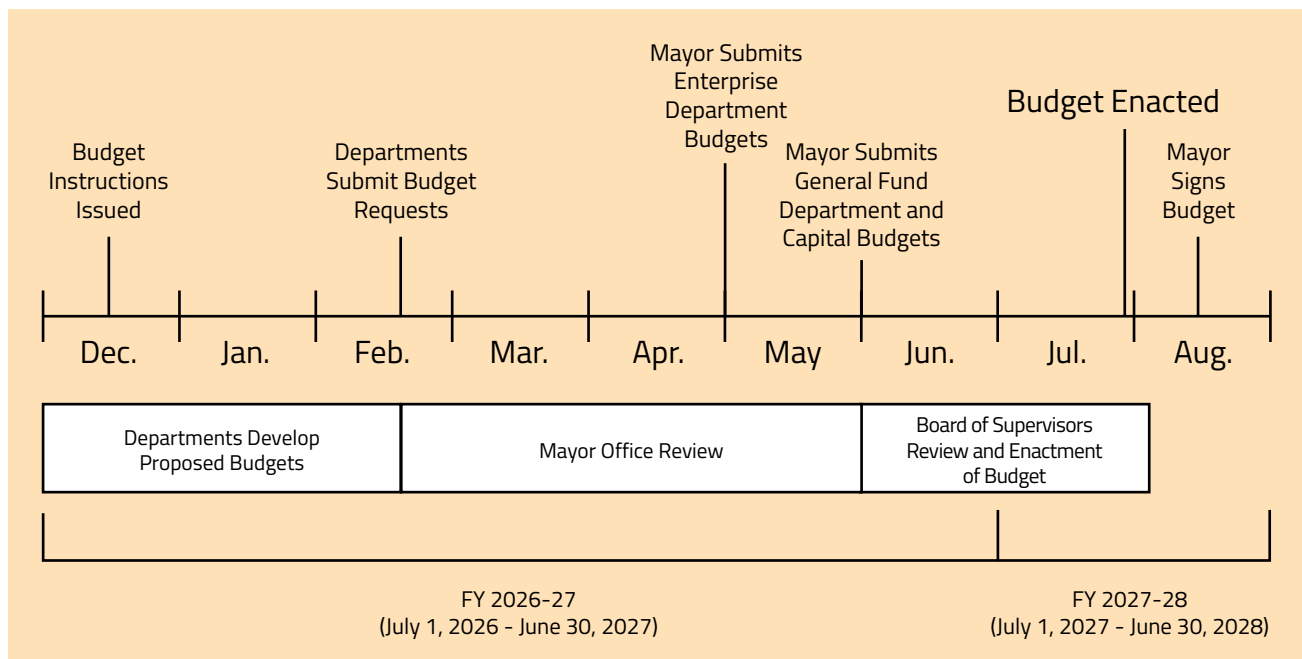 Budget
Instructions
Issued
Departments
Submit Budget
Requests
Mayor Submits
Enterprise
Department
Budgets
Mayor Submits
General Fund
Department and
Capital Budgets
Budget Enacted
Mayor
Signs
Budget
Dec.
Jan.
Feb.
Mar.
Apr.
May
Jun.
Jul.
Aug.
Departments Develop
Proposed Budgets
Mayor Office Review
Board of Supervisors
Review and Enactment
of Budget
FY 2026-27
(July 1, 2026 - June 30, 2027)
FY 2027-28
(July 1, 2027 - June 30, 2028)